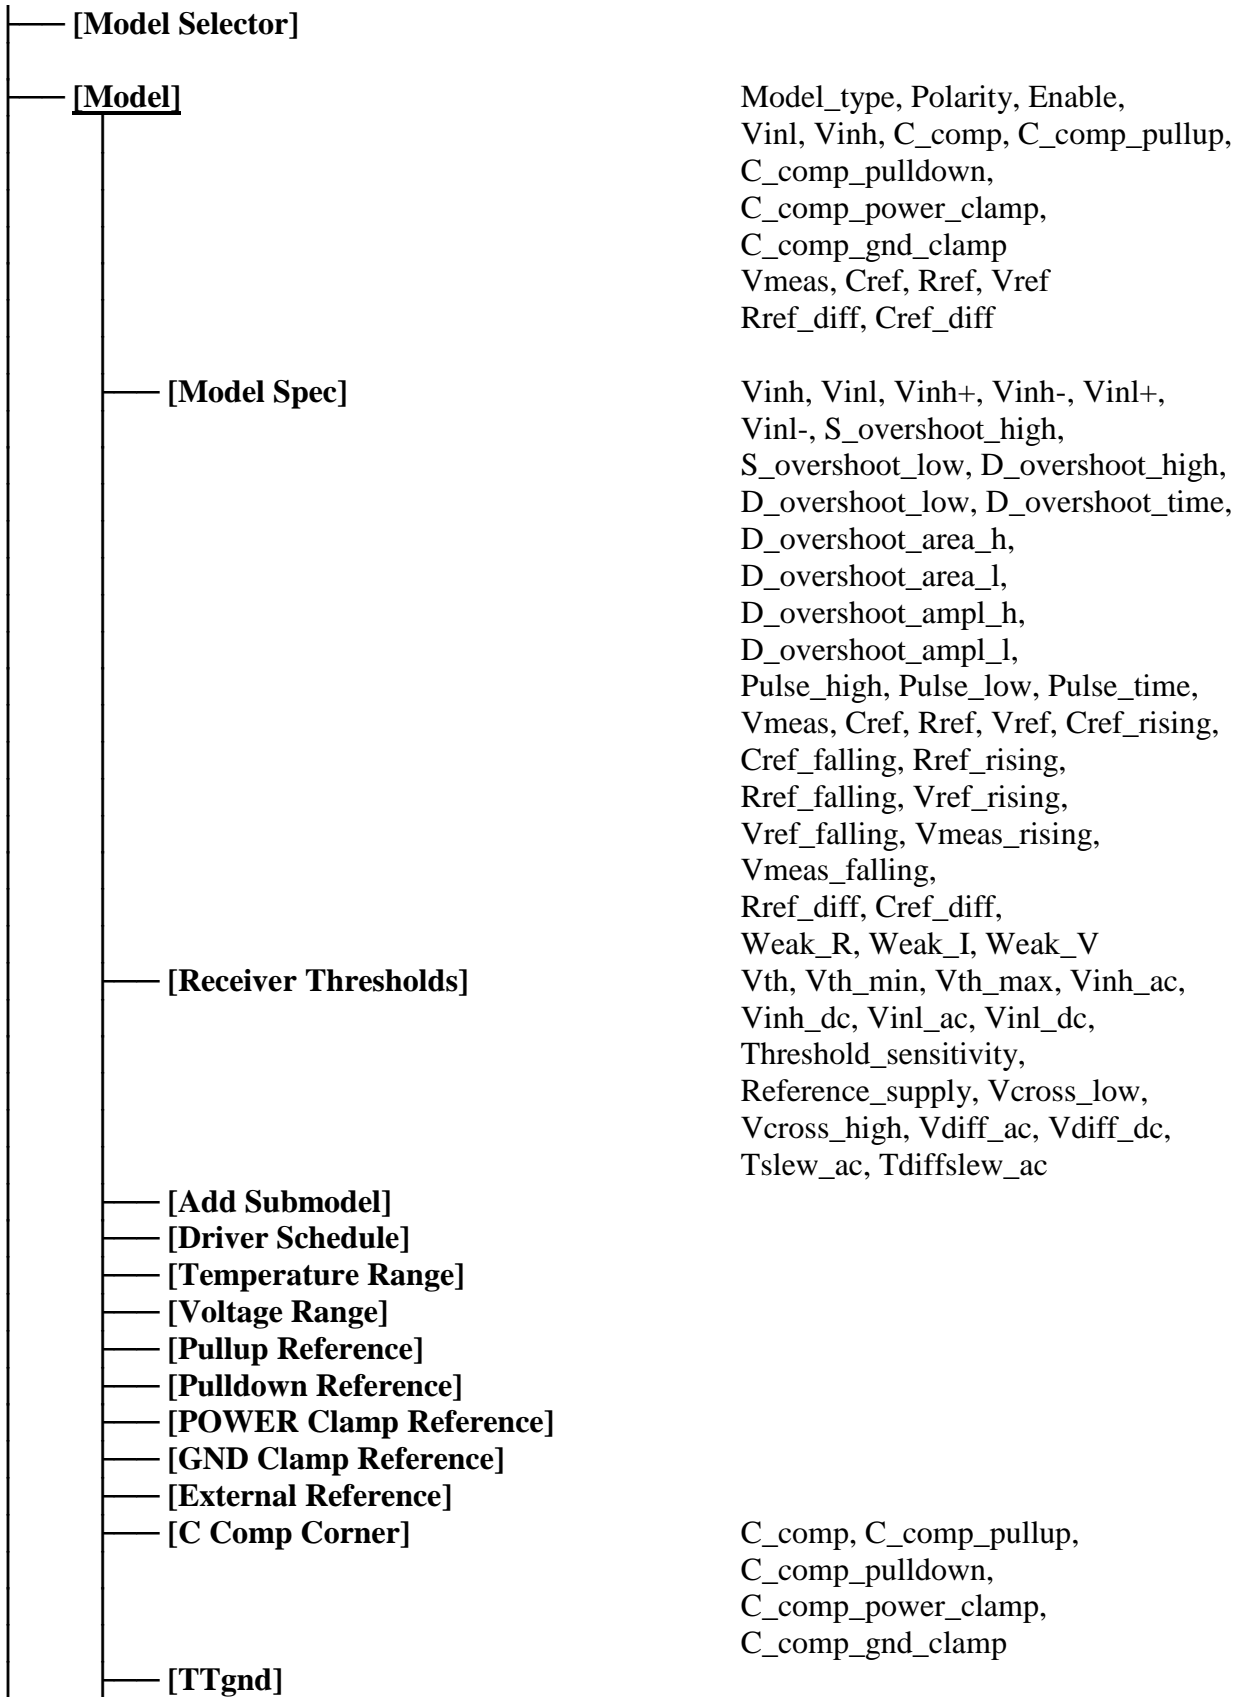 [Model Selector]
[Model] Model_type, Polarity, Enable,
Vinl, Vinh, C_comp, C_comp_pullup,
C_comp_pulldown,
C_comp_power_clamp,
C_comp_gnd_clamp
Vmeas, Cref, Rref, Vref
Rref_diff, Cref_diff
[Model Spec] Vinh, Vinl, Vinh+, Vinh-, Vinl+,
Vinl-, S_overshoot_high,
S_overshoot_low, D_overshoot_high,
D_overshoot_low, D_overshoot_time,
D_overshoot_area_h,
D_overshoot_area_l,
D_overshoot_ampl_h,
D_overshoot_ampl_l,
Pulse_high, Pulse_low, Pulse_time,
Vmeas, Cref, Rref, Vref, Cref_rising,
Cref_falling, Rref_rising,
Rref_falling, Vref_rising,
Vref_falling, Vmeas_rising,
Vmeas_falling,
Rref_diff, Cref_diff,
Weak_R, Weak_I, Weak_V
[Receiver Thresholds] Vth, Vth_min, Vth_max, Vinh_ac,
Vinh_dc, Vinl_ac, Vinl_dc,
Threshold_sensitivity,
Reference_supply, Vcross_low,
Vcross_high, Vdiff_ac, Vdiff_dc,
Tslew_ac, Tdiffslew_ac
[Add Submodel]
[Driver Schedule]
[Temperature Range]
[Voltage Range]
[Pullup Reference]
[Pulldown Reference]
[POWER Clamp Reference]
[GND Clamp Reference]
[External Reference]
[C Comp Corner] C_comp, C_comp_pullup,
C_comp_pulldown,
C_comp_power_clamp,
C_comp_gnd_clamp
[TTgnd]